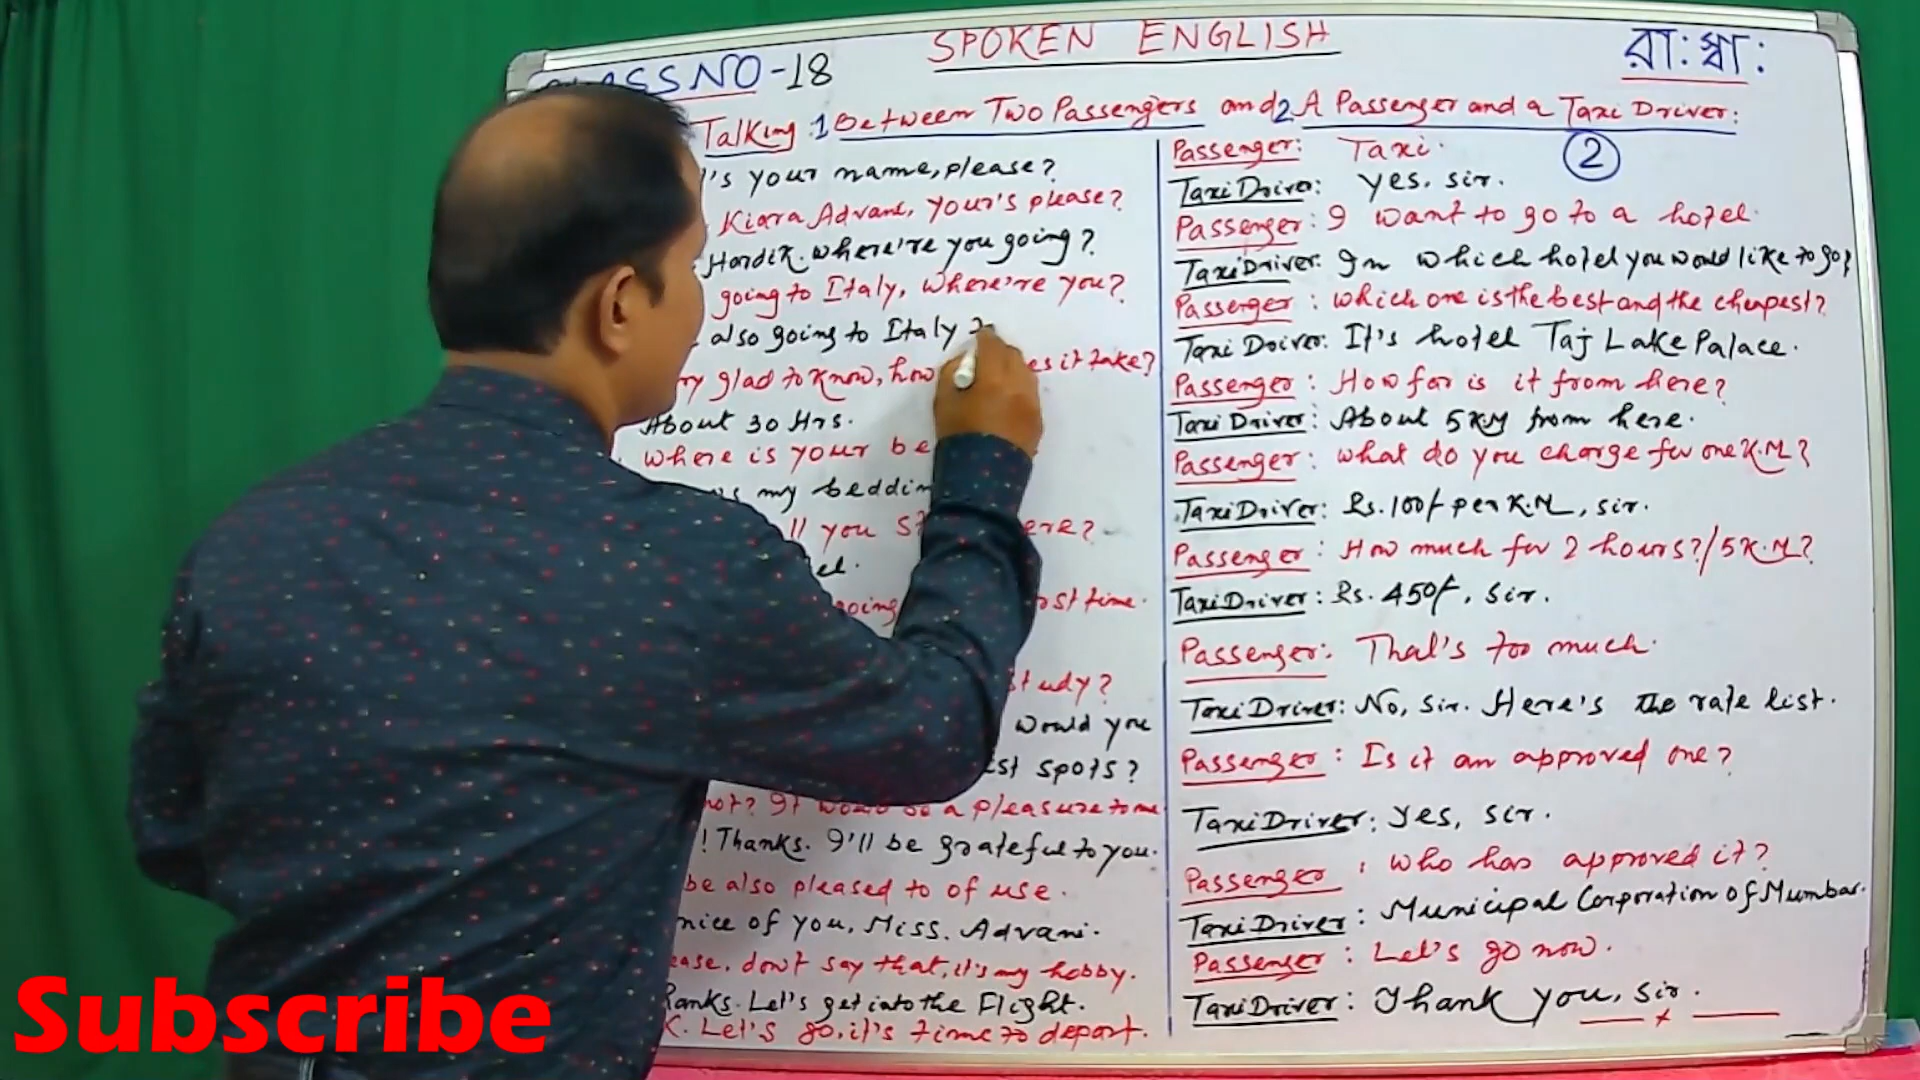 SPOKEN ENGLISH
রা: স্বা:
CLASS NO-18
Talking: 1 Between Two Passengers and 2 A Passenger and a Taxi Driver:
's your name, please?
Kiara Advani, Your's please?
Hardik. where're you going?
going to Italy, Where're you?
also going to Italy
ry glad to know, how es it take?
About 30 Hrs.
Where is your be
my beddin
ll you st ere?
el.
going rst time.
study?
would you
est spots?
not? It would be a pleasure to me.
! Thanks. I'll be grateful to you.
be also pleased to of use.
nice of you, Miss. Advani.
ease, don't say that, it's my hobby.
Thanks. Let's get into the Flight.
K. Let's go, it's time to depart.
Passenger: Taxi.
2
Taxi Driver: Yes, sir.
Passenger: I want to go to a hotel.
Taxi Driver: In which hotel you would like to go?
Passenger: which one is the best and the cheapest?
Taxi Driver: It's hotel Taj Lake Palace.
Passenger: How far is it from here?
Taxi Driver: About 5 KM from here.
Passenger: what do you charge for one K.M?
Taxi Driver: Rs. 100/- per K.M, sir.
Passenger: How much for 2 hours?/5 K.M?
Taxi Driver: Rs. 450/-, sir.
Passenger: That's too much.
Taxi Driver: No, sir. Here's the rate list.
Passenger: Is it an approved one?
Taxi Driver: Yes, sir.
Passenger: who has approved it?
Taxi Driver: Municipal Corporation of Mumbai.
Passenger: Let's go now.
Taxi Driver: Thank you, sir.
Subscribe